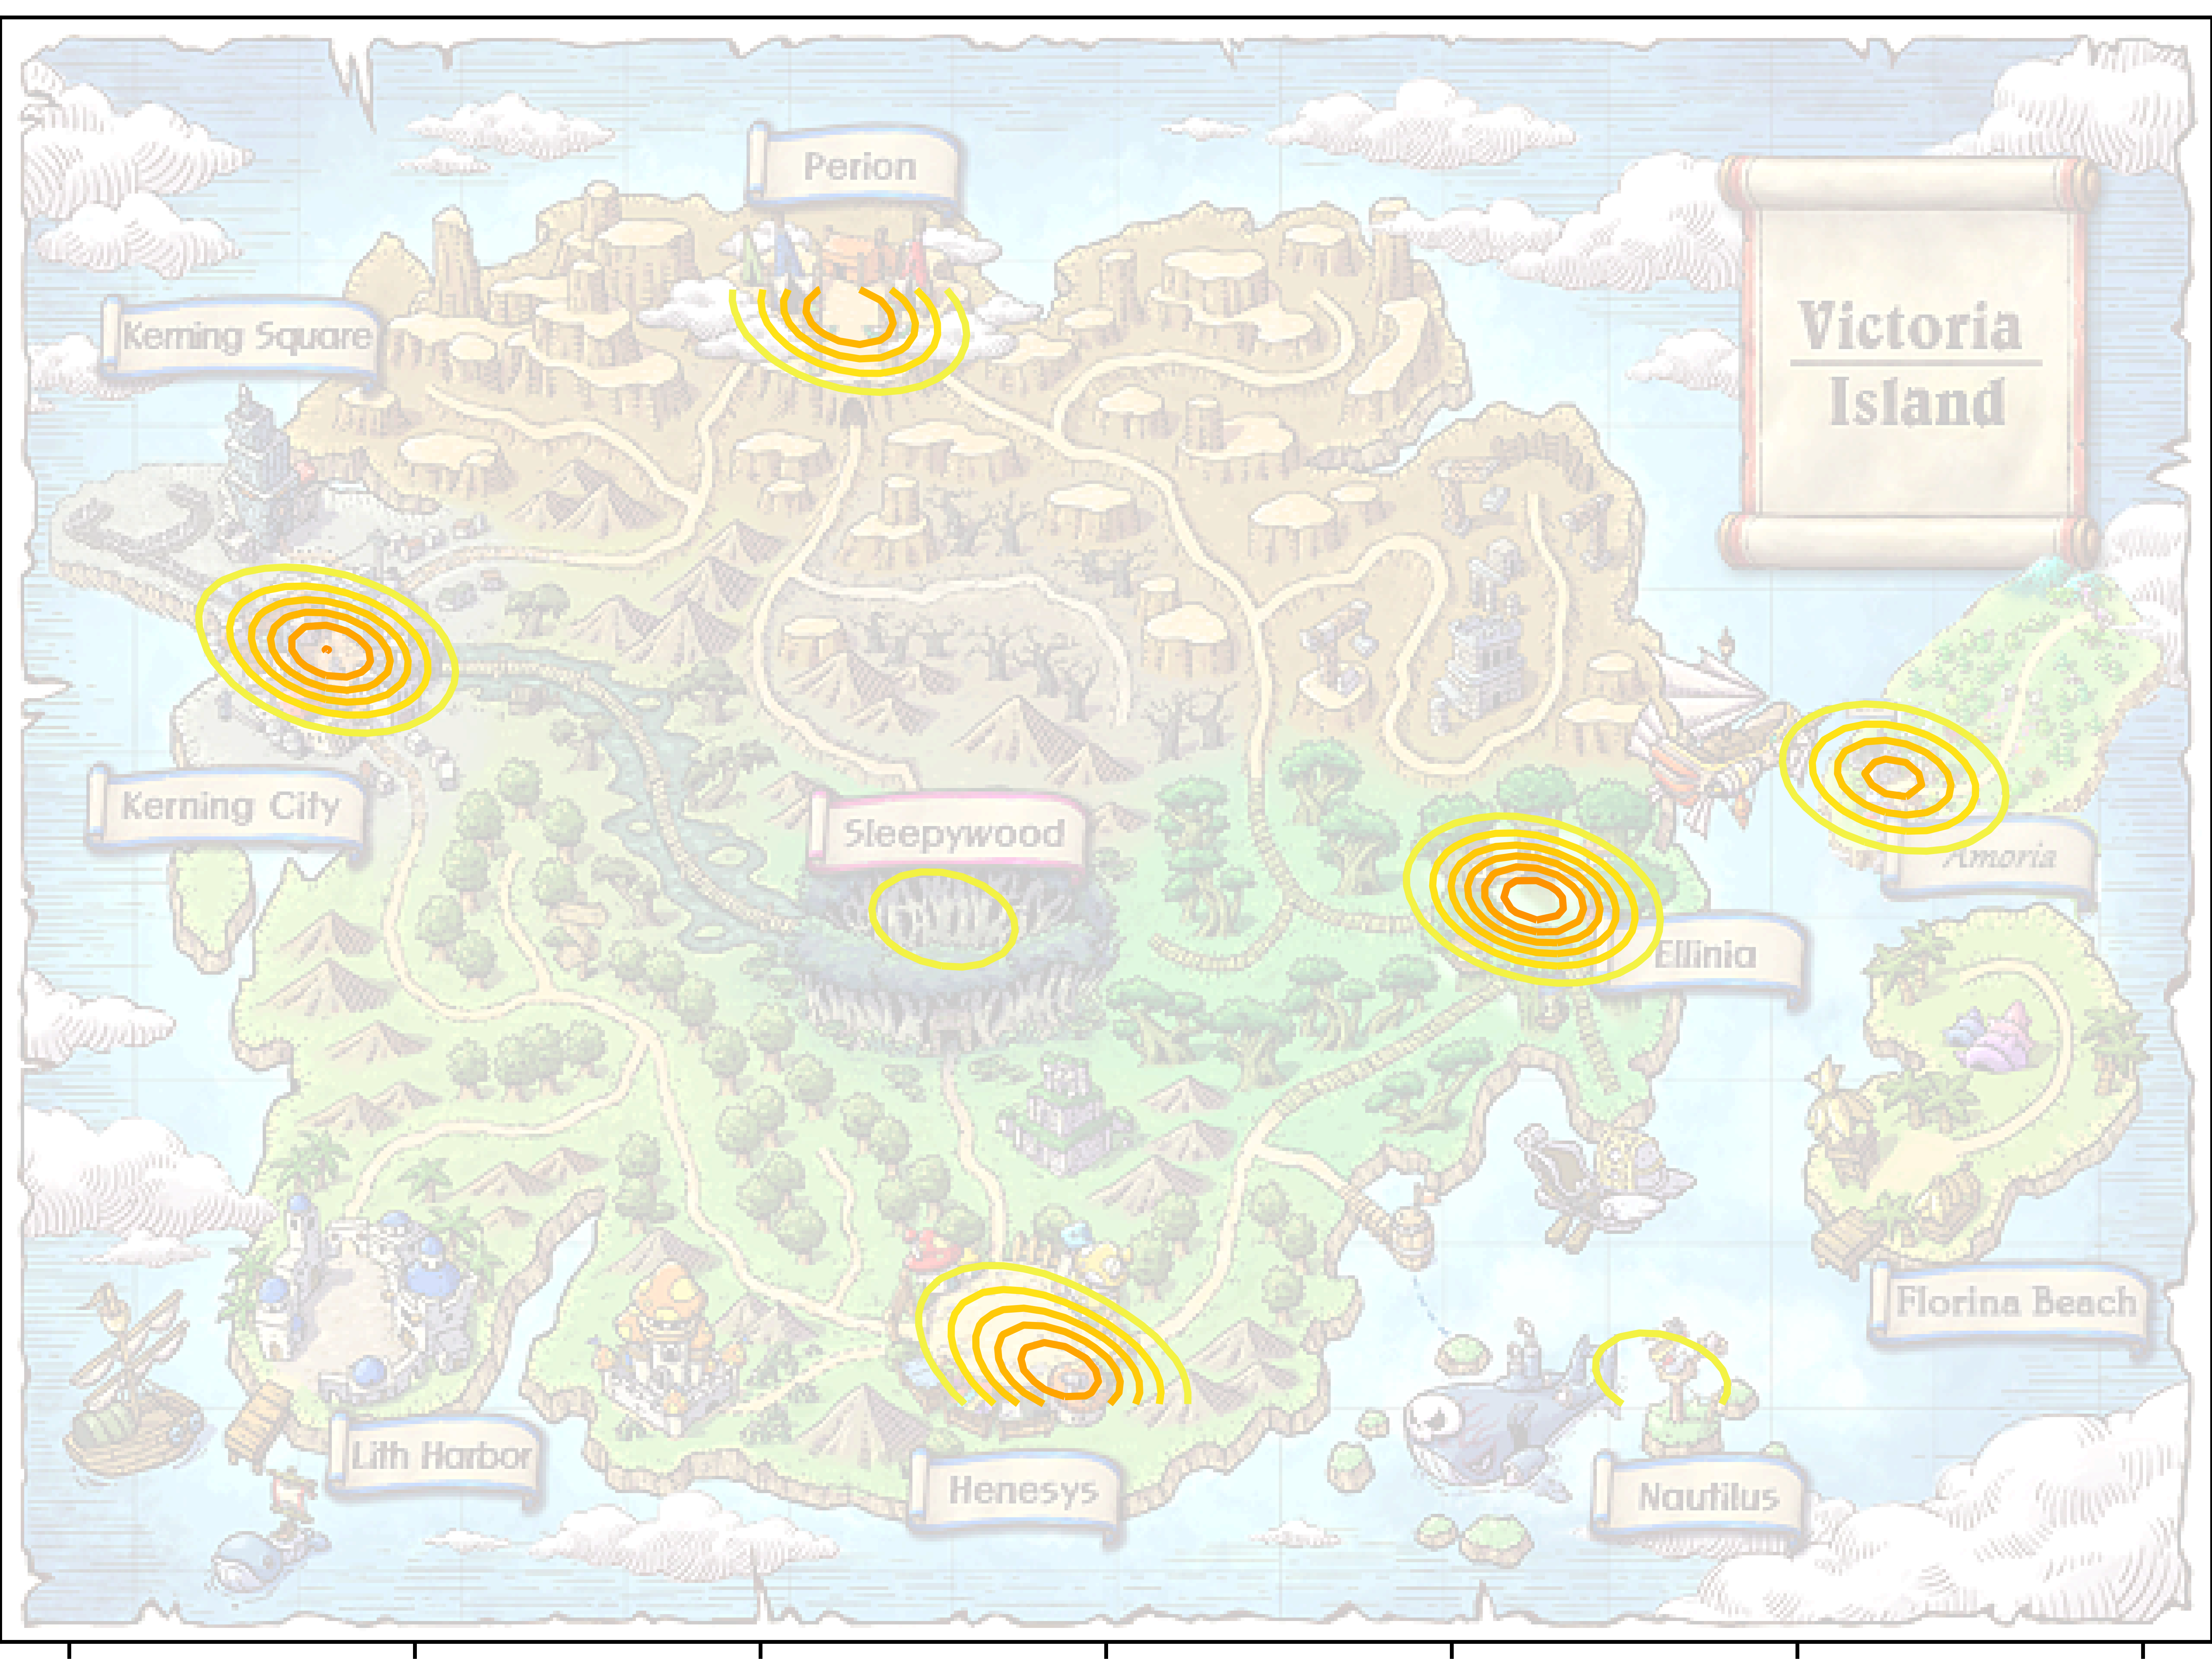 Perion
Victoria
Island
Kerning Square
Kerning City
Sleepywood
Amoria
Ellinia
Florina Beach
Lith Harbor
Henesys
Nautilus